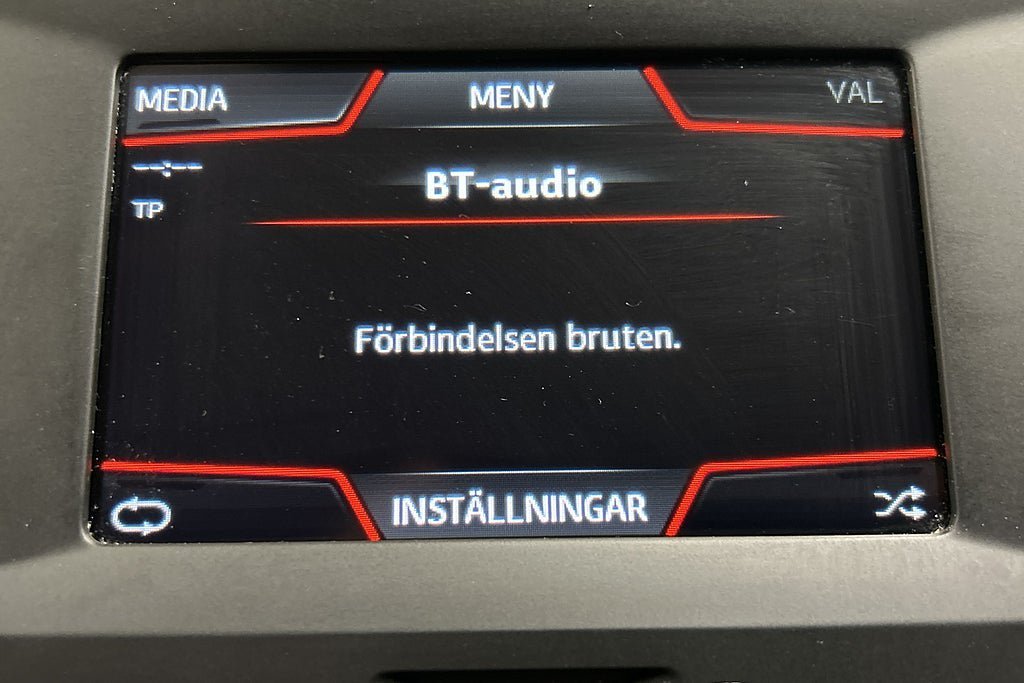 MEDIA
MENY
VAL
--:--
TP
BT-audio
Förbindelsen bruten.
INSTÄLLNINGAR